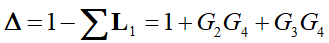 Δ = 1 − ∑ L₁ = 1 + G₂G₄ + G₃G₄